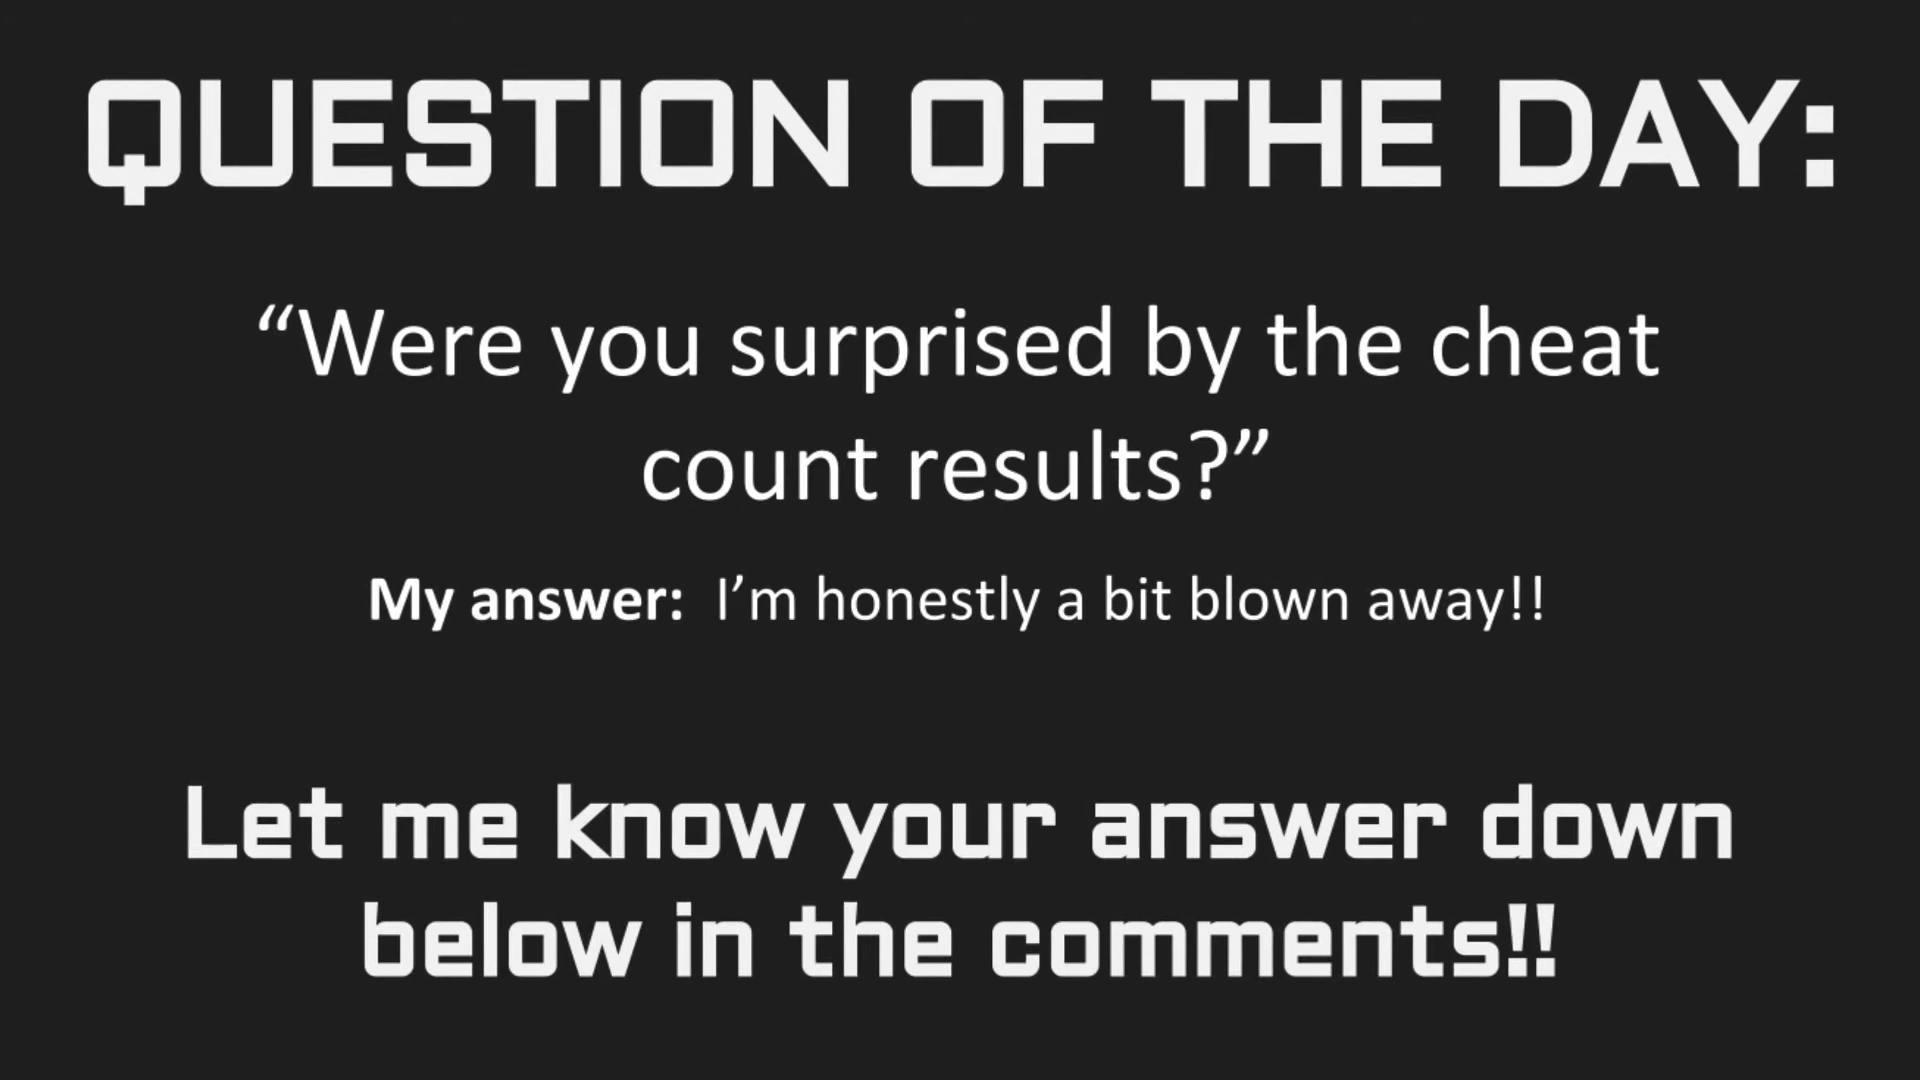 QUESTION OF THE DAY:
“Were you surprised by the cheat
count results?”
My answer: I’m honestly a bit blown away!!
Let me know your answer down
below in the comments!!